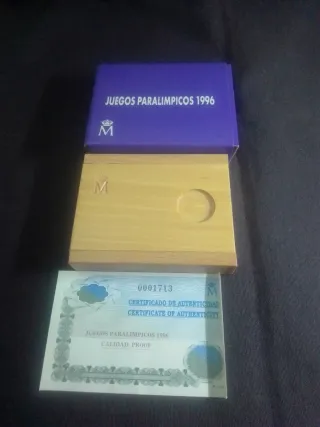 JUEGOS PARALIMPICOS 1996
M
M
0001713
CERTIFICADO DE AUTENTICIDAD
CERTIFICATE OF AUTHENTICITY
JUEGOS PARALIMPICOS 1996
CALIDAD PROOF